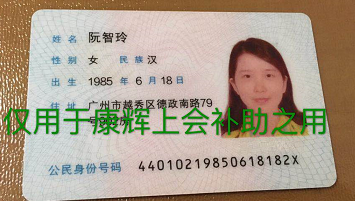 姓名 阮智玲
性别 女 民族 汉
出生 1985 年 6 月 18 日
住址 广州市越秀区德政南路79
仅用于康辉上会补助之用
公民身份号码 44010219850618182X